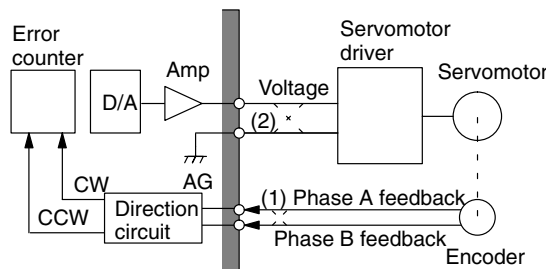 Error
counter
D/A
Amp
Servomotor
driver
Voltage
(2)
Servomotor
AG
CW
CCW
Direction
circuit
(1) Phase A feedback
Phase B feedback
Encoder